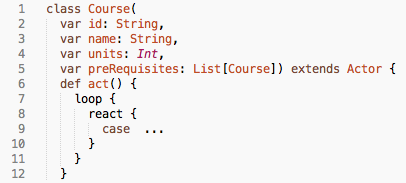 1 class Course(
2 var id: String,
3 var name: String,
4 var units: Int,
5 var preRequisites: List[Course]) extends Actor {
6 def act() {
7 loop {
8 react {
9 case ...
10 }
11 }
12 }